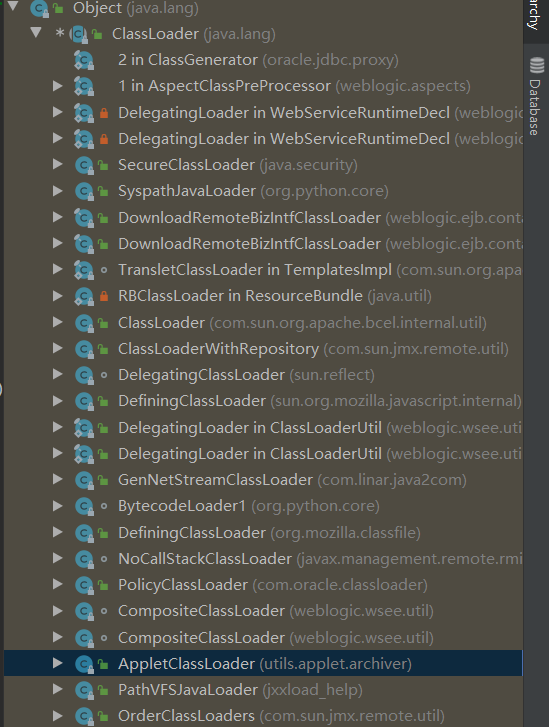 Object (java.lang)
* ClassLoader (java.lang)
2 in ClassGenerator (oracle.jdbc.proxy)
1 in AspectClassPreProcessor (weblogic.aspects)
DelegatingLoader in WebServiceRuntimeDecl (weblogic
DelegatingLoader in WebServiceRuntimeDecl (weblogic
SecureClassLoader (java.security)
SyspathJavaLoader (org.python.core)
DownloadRemoteBizIntfClassLoader (weblogic.ejb.conta
DownloadRemoteBizIntfClassLoader (weblogic.ejb.conta
TransletClassLoader in TemplatesImpl (com.sun.org.apa
RBClassLoader in ResourceBundle (java.util)
ClassLoader (com.sun.org.apache.bcel.internal.util)
ClassLoaderWithRepository (com.sun.jmx.remote.util)
DelegatingClassLoader (sun.reflect)
DefiningClassLoader (sun.org.mozilla.javascript.internal)
DelegatingLoader in ClassLoaderUtil (weblogic.wsee.uti
DelegatingLoader in ClassLoaderUtil (weblogic.wsee.uti
GenNetStreamClassLoader (com.linar.java2com)
BytecodeLoader1 (org.python.core)
DefiningClassLoader (org.mozilla.classfile)
NoCallStackClassLoader (javax.management.remote.rmi
PolicyClassLoader (com.oracle.classloader)
CompositeClassLoader (weblogic.wsee.util)
CompositeClassLoader (weblogic.wsee.util)
AppletClassLoader (utils.applet.archiver)
PathVFSJavaLoader (jxxload_help)
OrderClassLoaders (com.sun.jmx.remote.util)
archy
Database